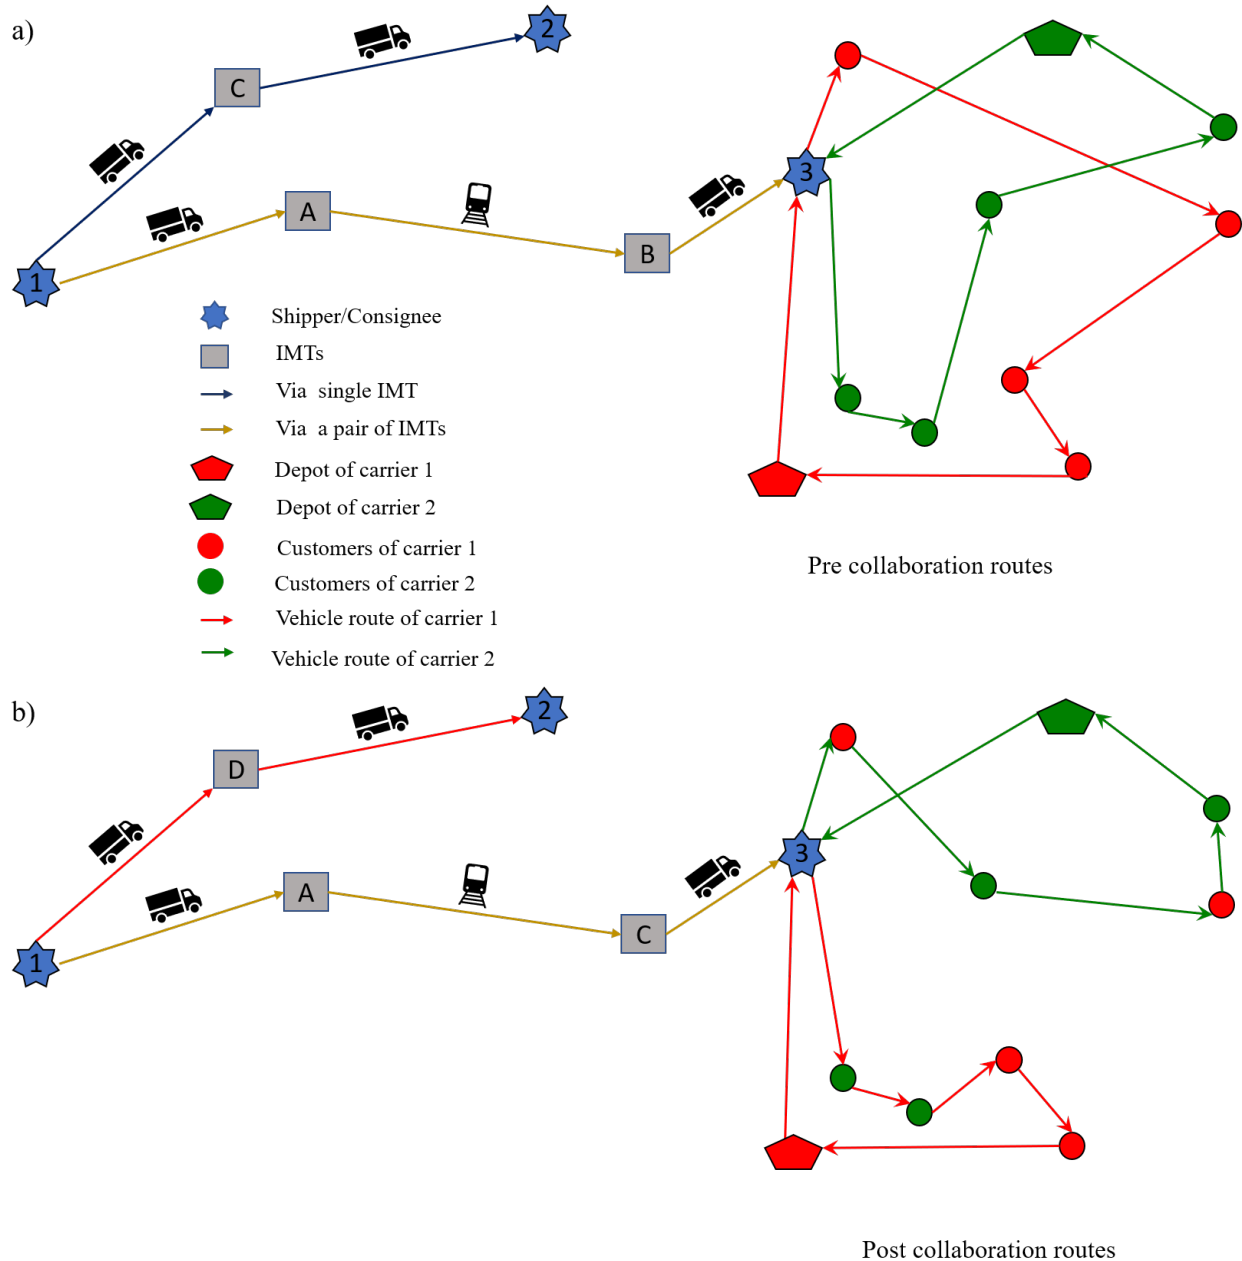 a)
2
C
3
A
B
1
Shipper/Consignee
IMTs
Via single IMT
Via a pair of IMTs
Depot of carrier 1
Depot of carrier 2
Customers of carrier 1
Customers of carrier 2
Vehicle route of carrier 1
Vehicle route of carrier 2
Pre collaboration routes
b)
2
D
3
A
C
1
Post collaboration routes